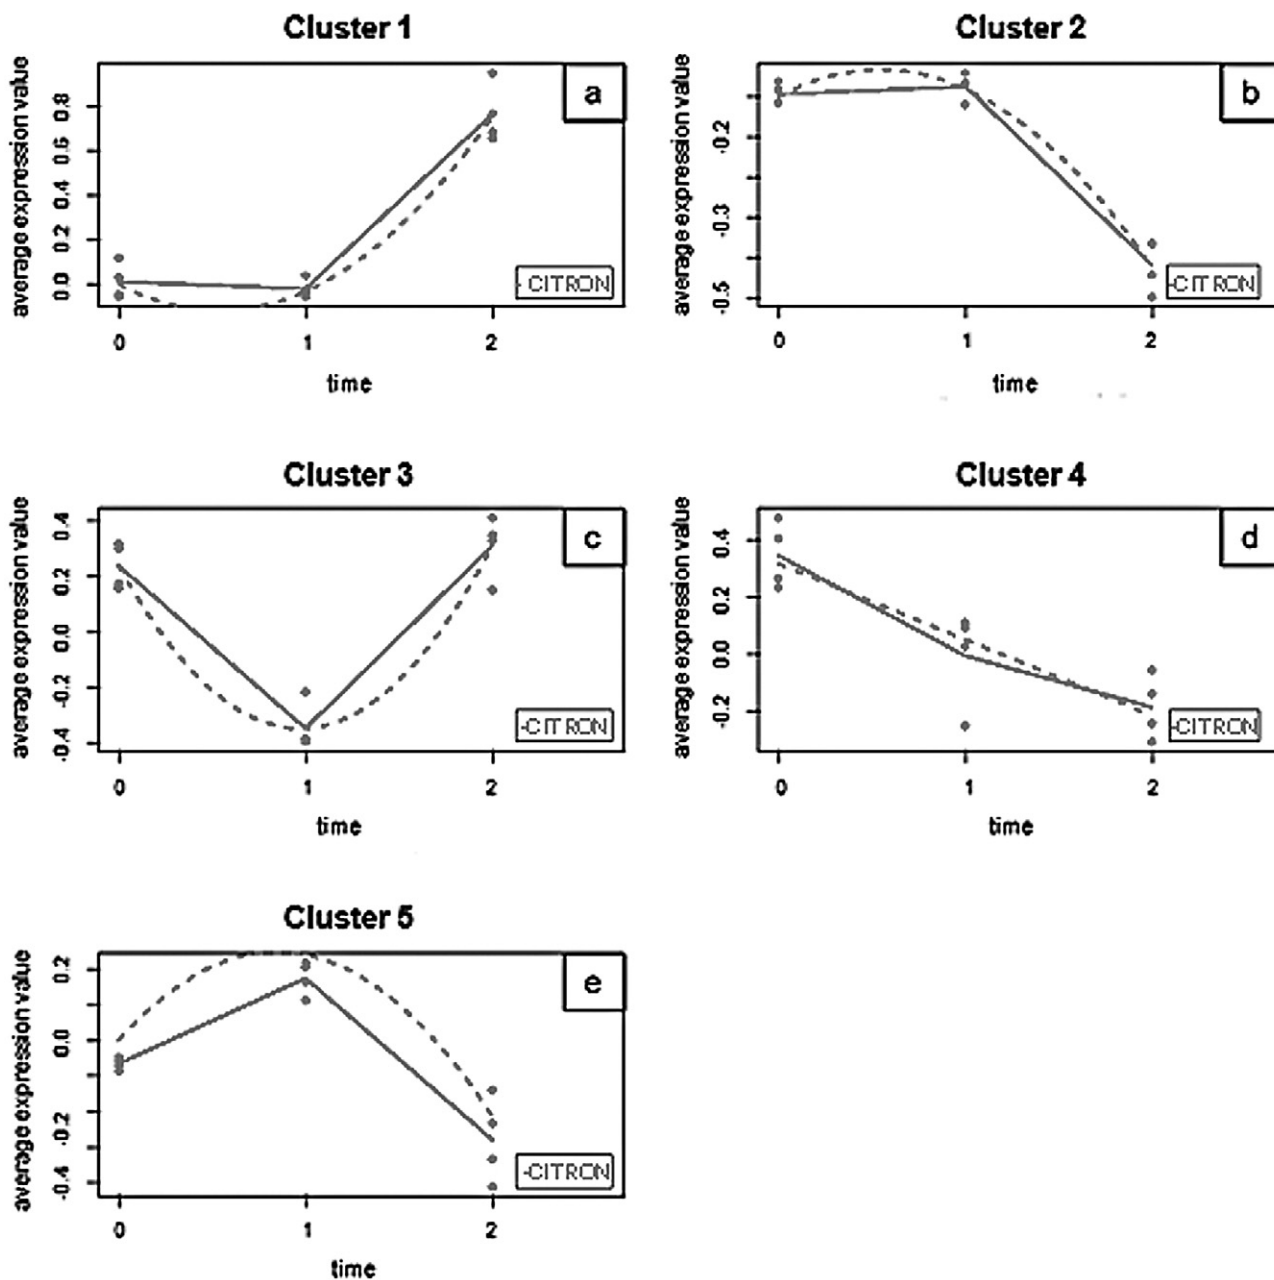 Cluster 1
a
average expression value
0.8
0.6
0.4
0.2
0.0
0 1 2
time
- CITRON
Cluster 2
b
average expression value
-0.2
-0.3
-0.5
0 1 2
time
-CITRON
Cluster 3
c
average expression value
0.4
0.2
0.0
-0.2
-0.4
0 1 2
time
-CITRON
Cluster 4
d
average expression value
0.4
0.2
0.0
-0.2
0 1 2
time
-CITRON
Cluster 5
e
average expression value
0.2
0.0
-0.2
-0.4
0 1 2
time
-CITRON